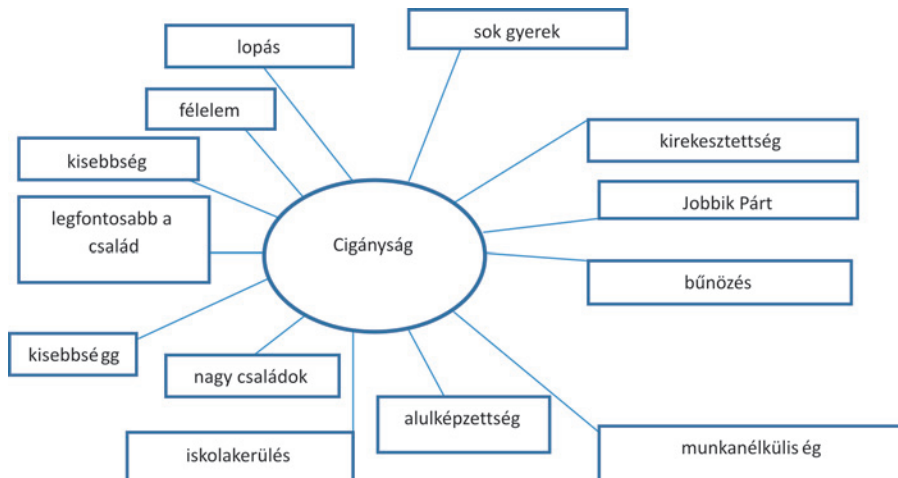 sok gyerek
lopás
félelem
kirekesztettség
kisebbség
Jobbik Párt
legfontosabb a
család
Cigányság
bűnözés
kisebbsé gg
nagy családok
alulképzettség
iskolakerülés
munkanélkülis ég